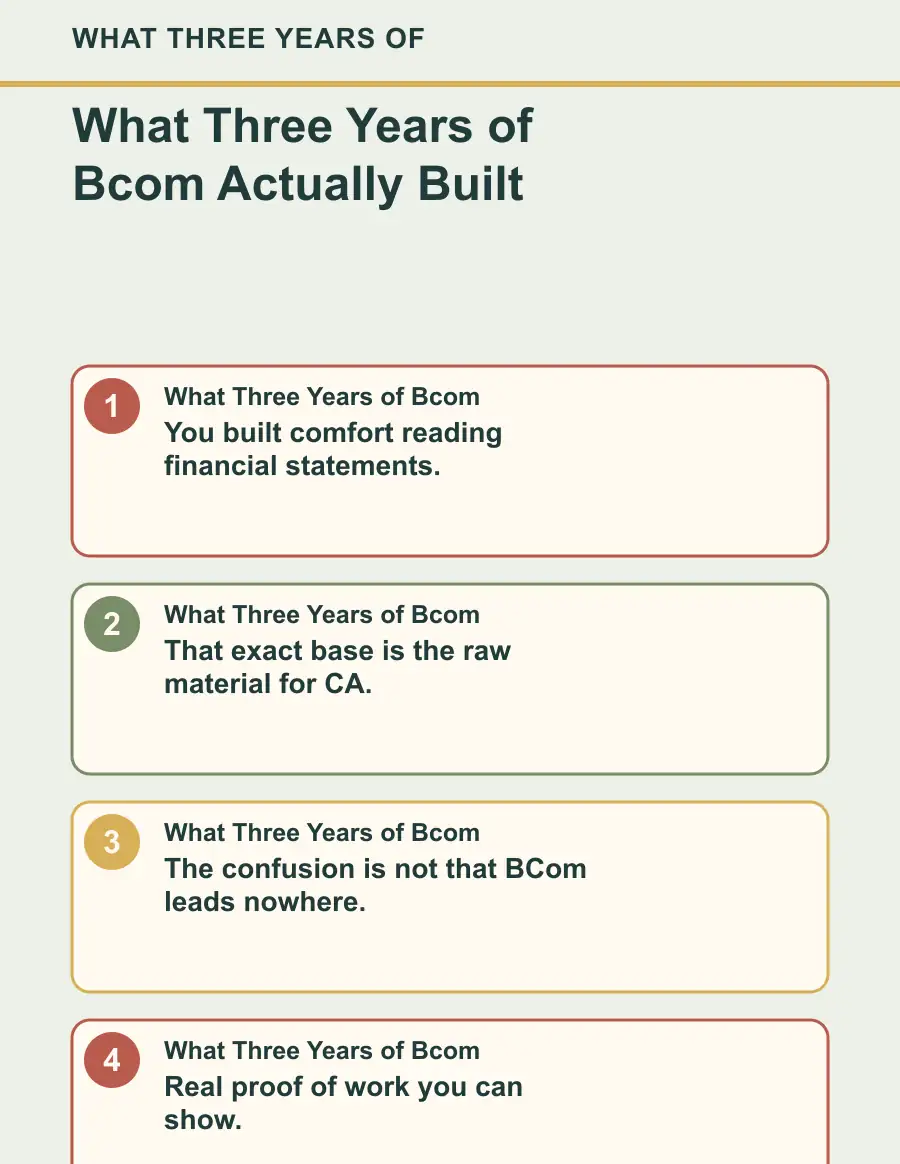 WHAT THREE YEARS OF
What Three Years of
Bcom Actually Built
1
What Three Years of Bcom
You built comfort reading
financial statements.
2
What Three Years of Bcom
That exact base is the raw
material for CA.
3
What Three Years of Bcom
The confusion is not that BCom
leads nowhere.
4
What Three Years of Bcom
Real proof of work you can
show.